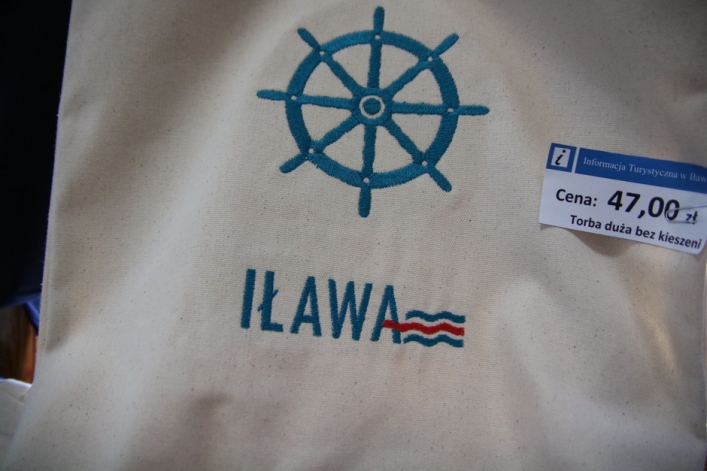 IŁAWA
i Informacja Turystyczna w Iław
Cena: 47,00 zł
Torba duża bez kieszeni